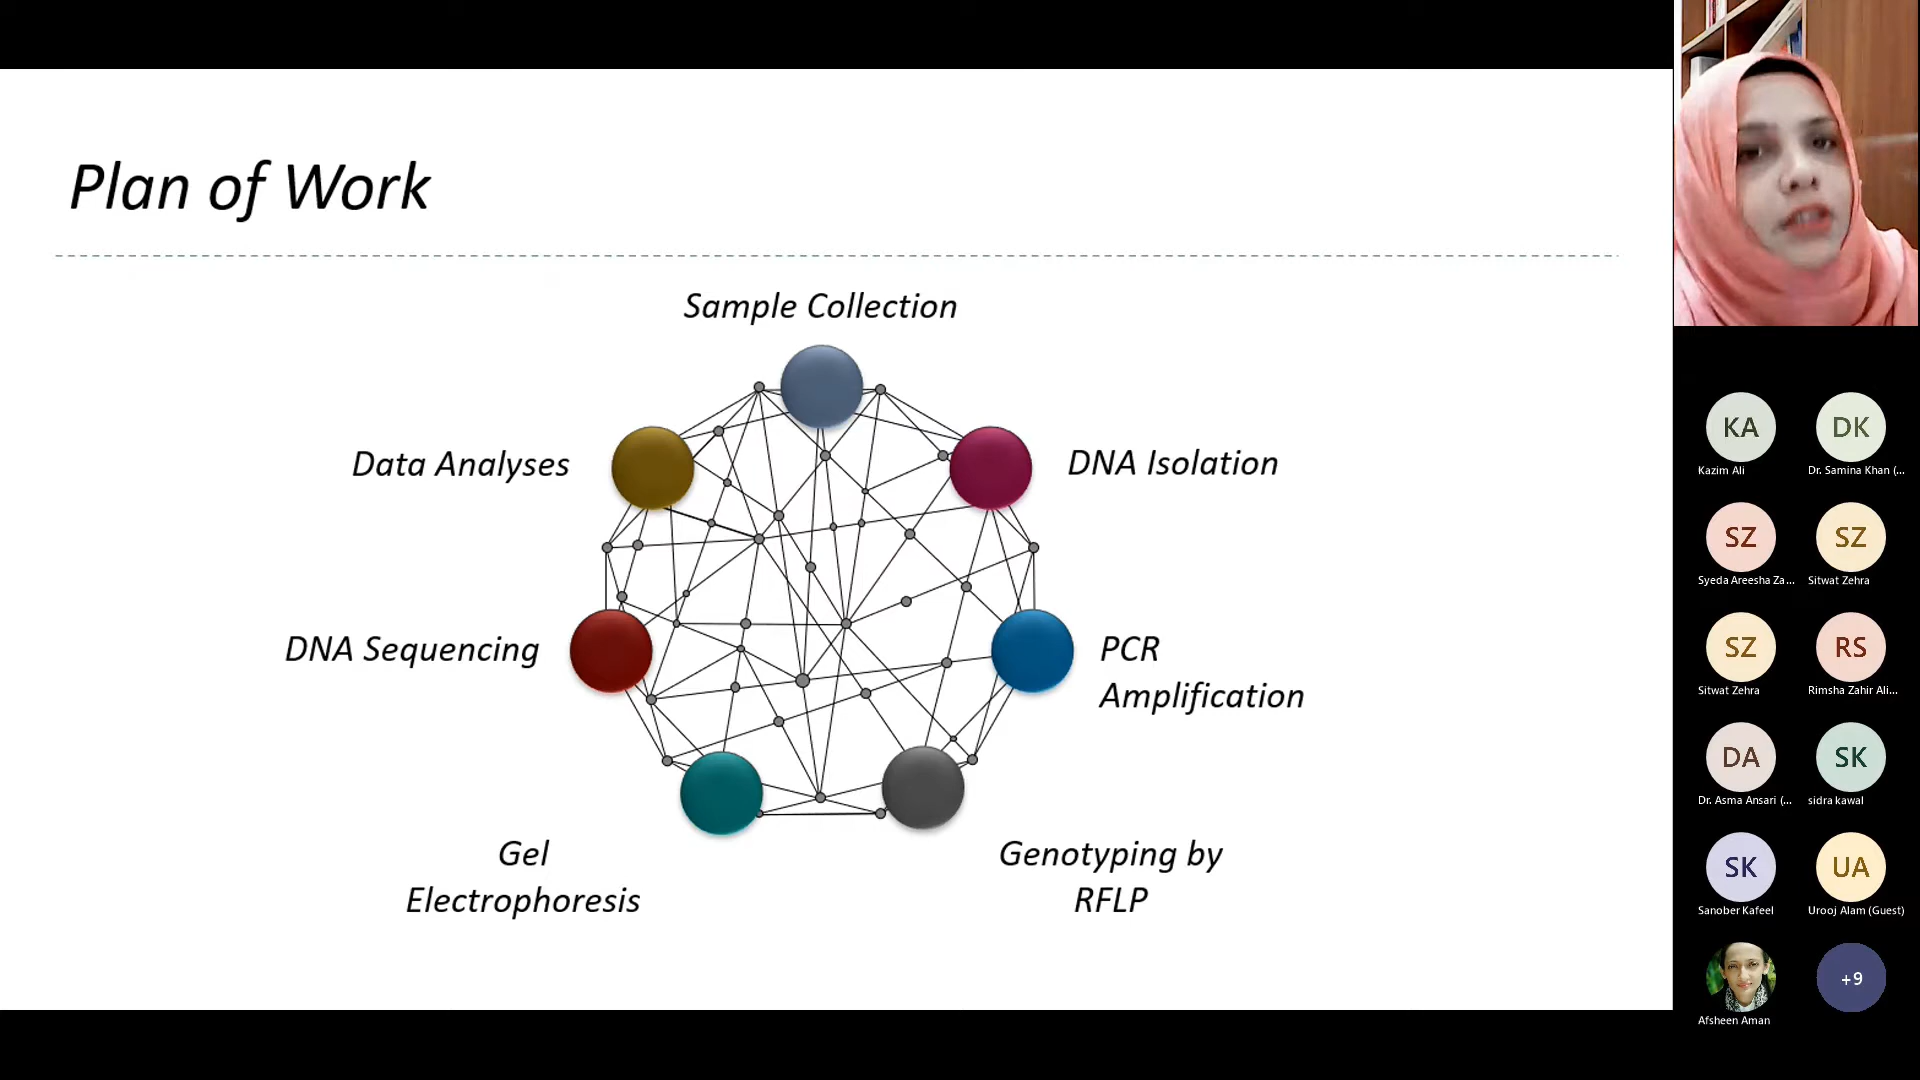 Plan of Work
Sample Collection
Data Analyses
DNA Isolation
DNA Sequencing
PCR
Amplification
Gel
Electrophoresis
Genotyping by
RFLP
KA
Kazim Ali
DK
Dr. Samina Khan (...
SZ
Syeda Areesha Za...
SZ
Sitwat Zehra
SZ
Sitwat Zehra
RS
Rimsha Zahir Ali...
DA
Dr. Asma Ansari (...
SK
sidra kawal
SK
Sanober Kafeel
UA
Urooj Alam (Guest)
Afsheen Aman
+9